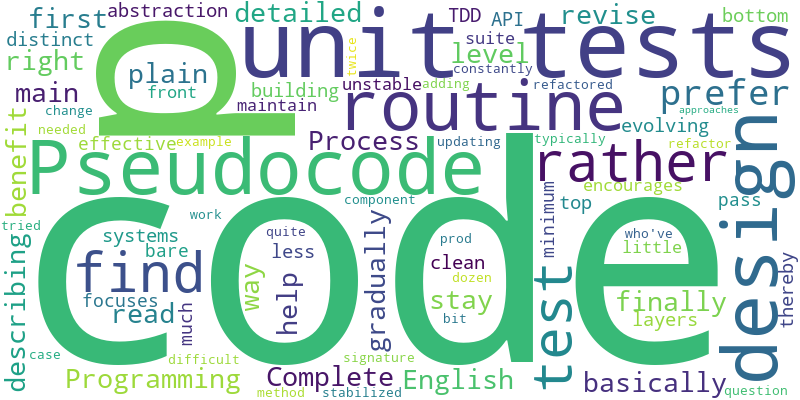 first
abstraction
detailed
TDD
API
revise
bottom
distinct
suite
unit tests
right
plain
twice
level
constantly
front
building
unstable
adding
refactored
prefer
main
maintain
routine
change
p
needed
effective
example
Process
updating
typically
evolving
approaches
refactor
benefit
Pseudocode
rather
design
component
encourages
pass
tried
work
code
top
minimum
systems
bare
find
quite
less
prod
who've
little
describing
focuses
read
much
help
way
gradually
clean
dozen
stay
bit
test
finally
layers
thereby
case
difficult
signature
Programming
Complete
English
basically
method
stabilized
question